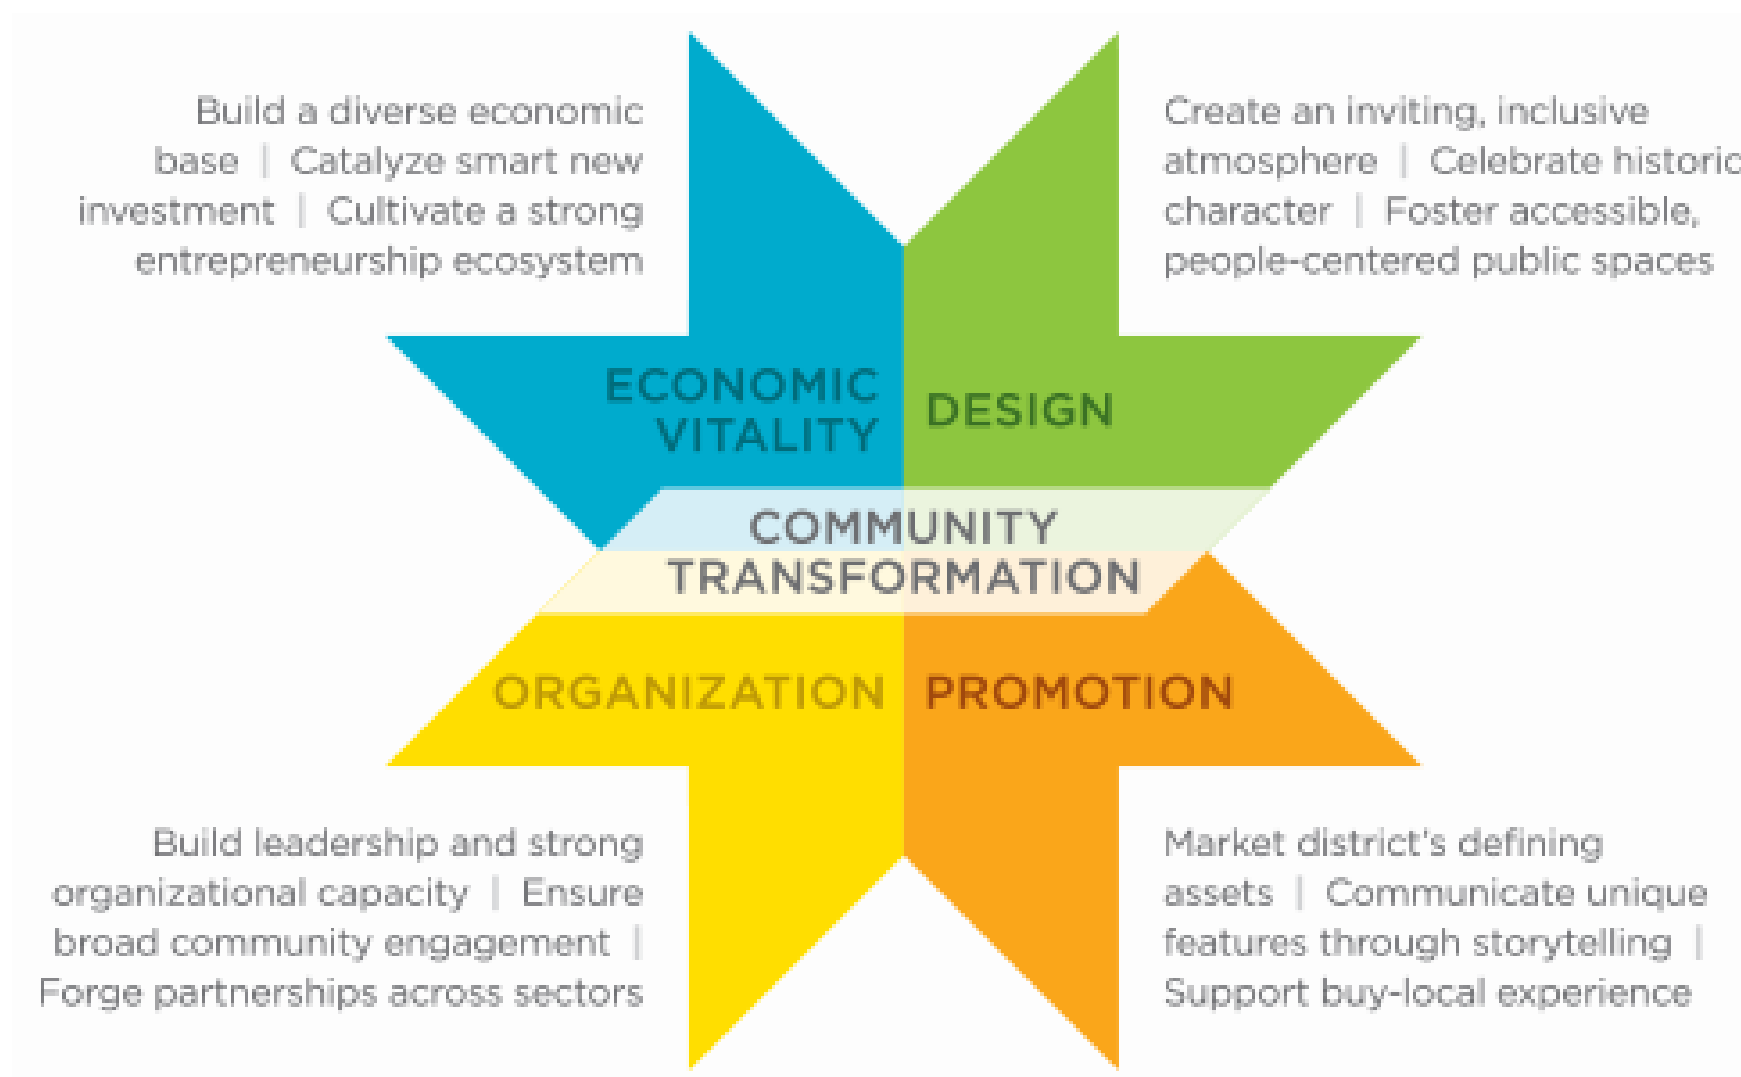 Build a diverse economic
base | Catalyze smart new
investment | Cultivate a strong
entrepreneurship ecosystem
Create an inviting, inclusive
atmosphere | Celebrate historic
character | Foster accessible,
people-centered public spaces
ECONOMIC
VITALITY
DESIGN
COMMUNITY
TRANSFORMATION
ORGANIZATION
PROMOTION
Build leadership and strong
organizational capacity | Ensure
broad community engagement |
Forge partnerships across sectors
Market district's defining
assets | Communicate unique
features through storytelling |
Support buy-local experience